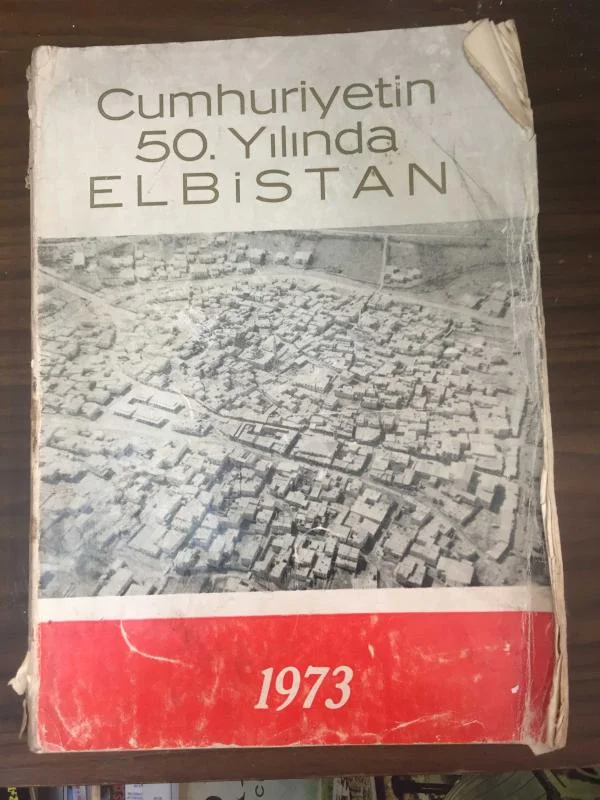 Cumhuriyetin
50. Yılında
ELBiSTAN
1973